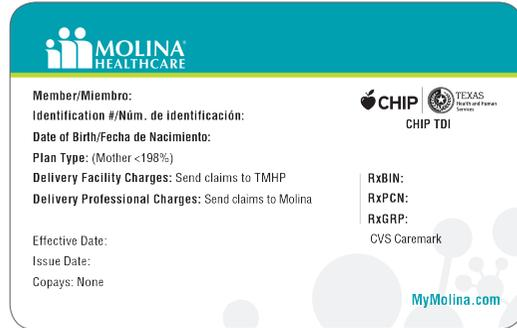 MOLINA®
HEALTHCARE
Member/Miembro:
Identification #/Núm. de identificación:
Date of Birth/Fecha de Nacimiento:
Plan Type: (Mother <198%)
Delivery Facility Charges: Send claims to TMHP
Delivery Professional Charges: Send claims to Molina
Effective Date:
Issue Date:
Copays: None
CHIP
TEXAS
Health and Human
Services
CHIP TDI
RxBIN:
RxPCN:
RxGRP:
CVS Caremark
MyMolina.com